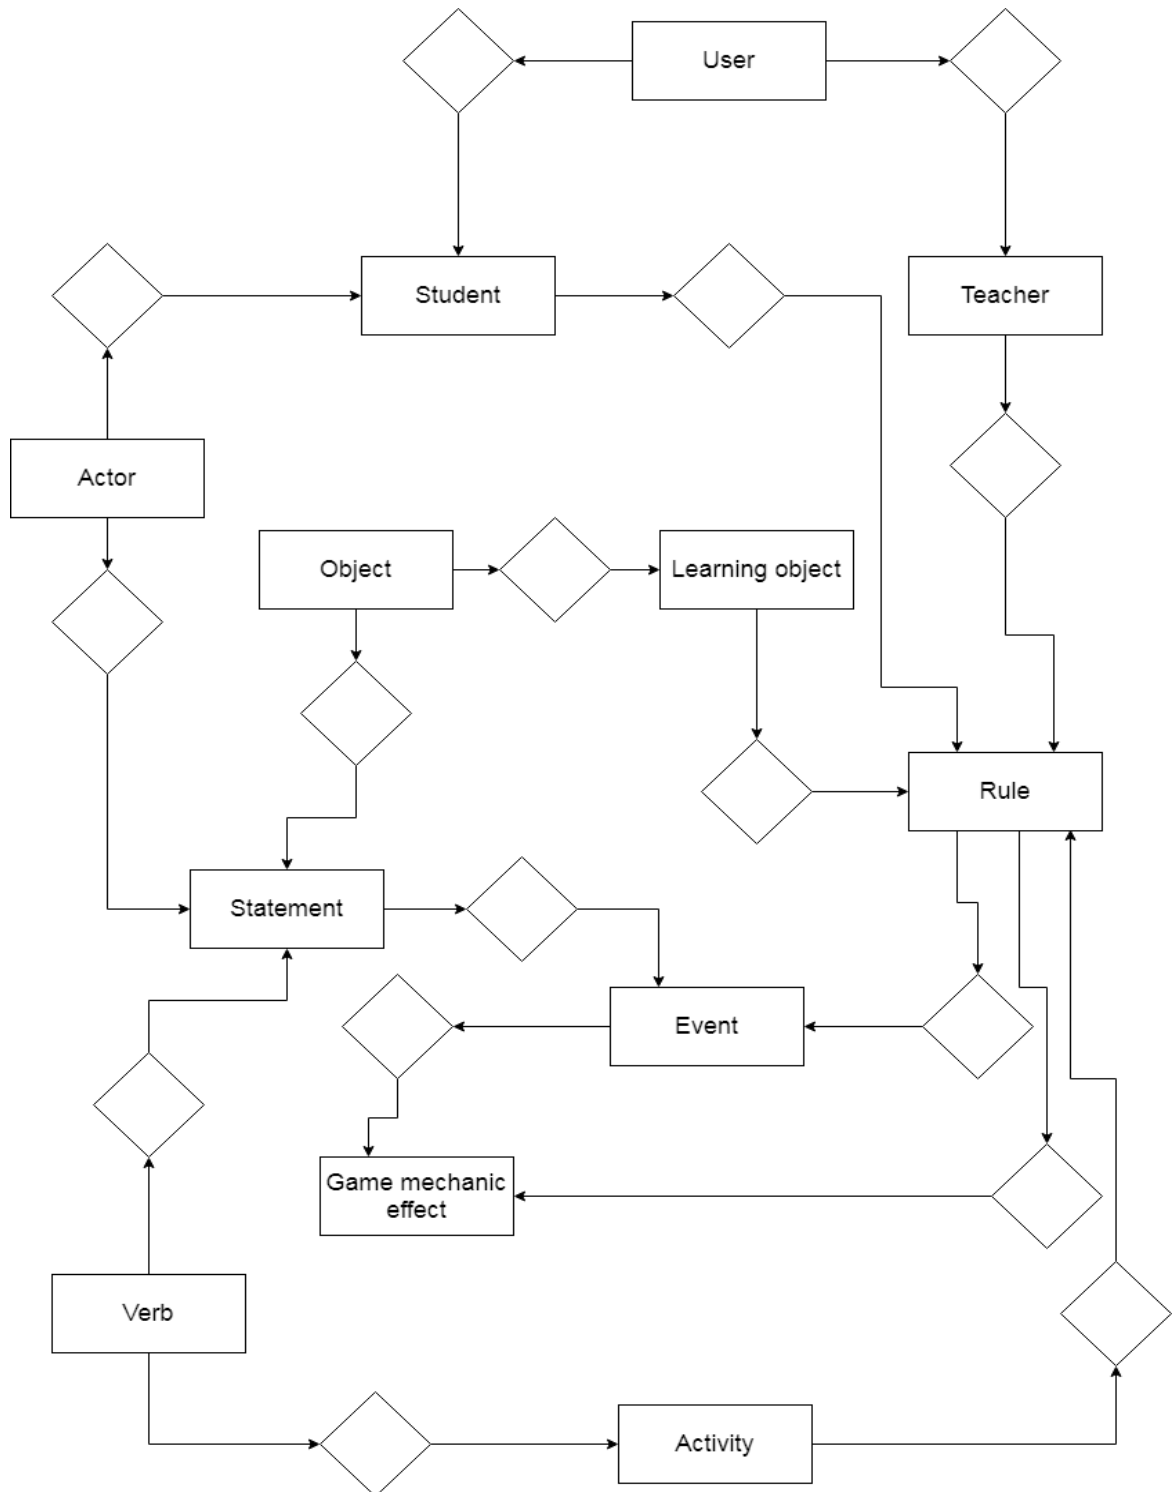 User
Student
Teacher
Actor
Object
Learning object
Rule
Statement
Event
Game mechanic
effect
Verb
Activity